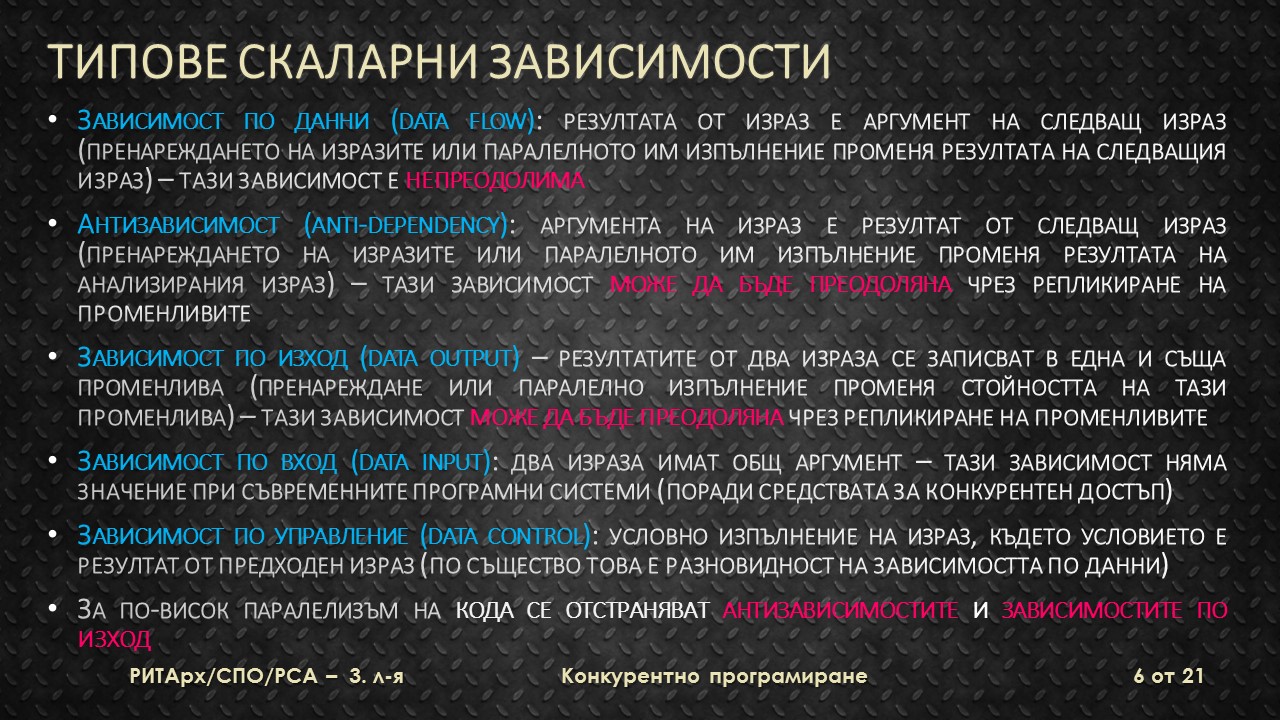 ТИПОВЕ СКАЛАРНИ ЗАВИСИМОСТИ
• ЗАВИСИМОСТ ПО ДАННИ (DATA FLOW): РЕЗУЛТАТА ОТ ИЗРАЗ Е АРГУМЕНТ НА СЛЕДВАЩ ИЗРАЗ
(ПРЕНАРЕЖДАНЕТО НА ИЗРАЗИТЕ ИЛИ ПАРАЛЕЛНОТО ИМ ИЗПЪЛНЕНИЕ ПРОМЕНЯ РЕЗУЛТАТА НА СЛЕДВАЩИЯ
ИЗРАЗ) – ТАЗИ ЗАВИСИМОСТ Е НЕПРЕОДОЛИМА
• АНТИЗАВИСИМОСТ (ANTI-DEPENDENCY): АРГУМЕНТА НА ИЗРАЗ Е РЕЗУЛТАТ ОТ СЛЕДВАЩ ИЗРАЗ
(ПРЕНАРЕЖДАНЕТО НА ИЗРАЗИТЕ ИЛИ ПАРАЛЕЛНОТО ИМ ИЗПЪЛНЕНИЕ ПРОМЕНЯ РЕЗУЛТАТА НА
АНАЛИЗИРАНИЯ ИЗРАЗ) – ТАЗИ ЗАВИСИМОСТ МОЖЕ ДА БЪДЕ ПРЕОДОЛЯНА ЧРЕЗ РЕПЛИКИРАНЕ НА
ПРОМЕНЛИВИТЕ
• ЗАВИСИМОСТ ПО ИЗХОД (DATA OUTPUT) – РЕЗУЛТАТИТЕ ОТ ДВА ИЗРАЗА СЕ ЗАПИСВАТ В ЕДНА И СЪЩА
ПРОМЕНЛИВА (ПРЕНАРЕЖДАНЕ ИЛИ ПАРАЛЕЛНО ИЗПЪЛНЕНИЕ ПРОМЕНЯ СТОЙНОСТТА НА ТАЗИ
ПРОМЕНЛИВА) – ТАЗИ ЗАВИСИМОСТ МОЖЕ ДА БЪДЕ ПРЕОДОЛЯНА ЧРЕЗ РЕПЛИКИРАНЕ НА ПРОМЕНЛИВИТЕ
• ЗАВИСИМОСТ ПО ВХОД (DATA INPUT): ДВА ИЗРАЗА ИМАТ ОБЩ АРГУМЕНТ – ТАЗИ ЗАВИСИМОСТ НЯМА
ЗНАЧЕНИЕ ПРИ СЪВРЕМЕННИТЕ ПРОГРАМНИ СИСТЕМИ (ПОРАДИ СРЕДСТВАТА ЗА КОНКУРЕНТЕН ДОСТЪП)
• ЗАВИСИМОСТ ПО УПРАВЛЕНИЕ (DATA CONTROL): УСЛОВНО ИЗПЪЛНЕНИЕ НА ИЗРАЗ, КЪДЕТО УСЛОВИЕТО Е
РЕЗУЛТАТ ОТ ПРЕДХОДЕН ИЗРАЗ (ПО СЪЩЕСТВО ТОВА Е РАЗНОВИДНОСТ НА ЗАВИСИМОСТТА ПО ДАННИ)
• ЗА ПО-ВИСОК ПАРАЛЕЛИЗЪМ НА КОДА СЕ ОТСТРАНЯВАТ АНТИЗАВИСИМОСТИТЕ И ЗАВИСИМОСТИТЕ ПО
ИЗХОД
РИТАрх/СПО/РСА – 3. л-я Конкурентно програмиране 6 от 21